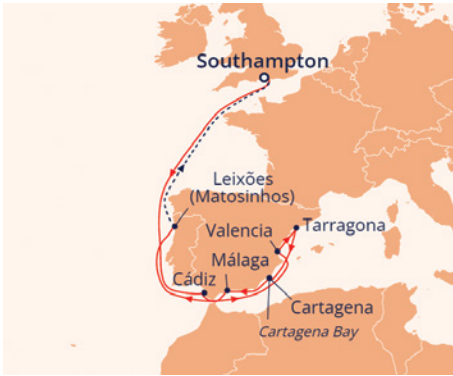 Southampton
Leixões
(Matosinhos)
Tarragona
Valencia
Málaga
Cádiz
Cartagena
Cartagena Bay